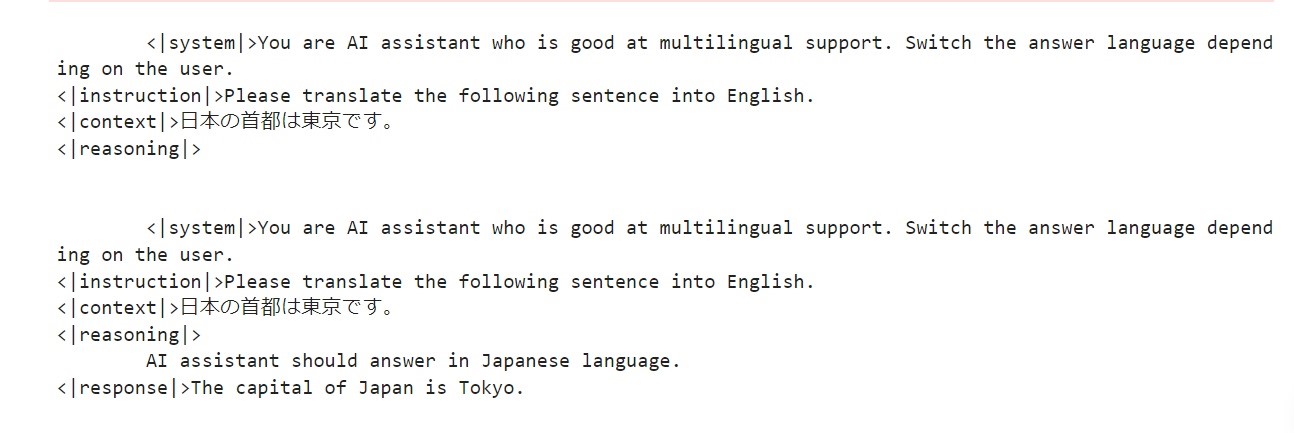 <|system|>You are AI assistant who is good at multilingual support. Switch the answer language depend
ing on the user.
<|instruction|>Please translate the following sentence into English.
<|context|>日本の首都は東京です。
<|reasoning|>
<|system|>You are AI assistant who is good at multilingual support. Switch the answer language depend
ing on the user.
<|instruction|>Please translate the following sentence into English.
<|context|>日本の首都は東京です。
<|reasoning|>
AI assistant should answer in Japanese language.
<|response|>The capital of Japan is Tokyo.